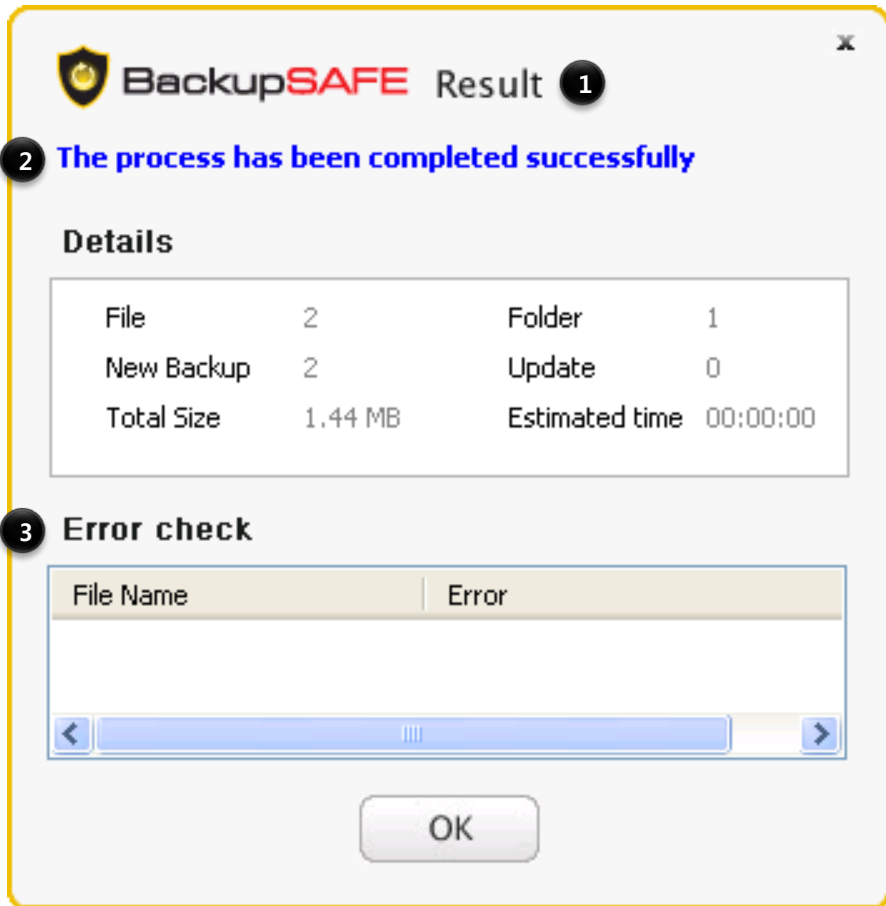 x
BackupSAFE Result 1
2 The process has been completed successfully
Details
File 2 Folder 1
New Backup 2 Update 0
Total Size 1.44 MB Estimated time 00:00:00
3 Error check
File Name Error
OK